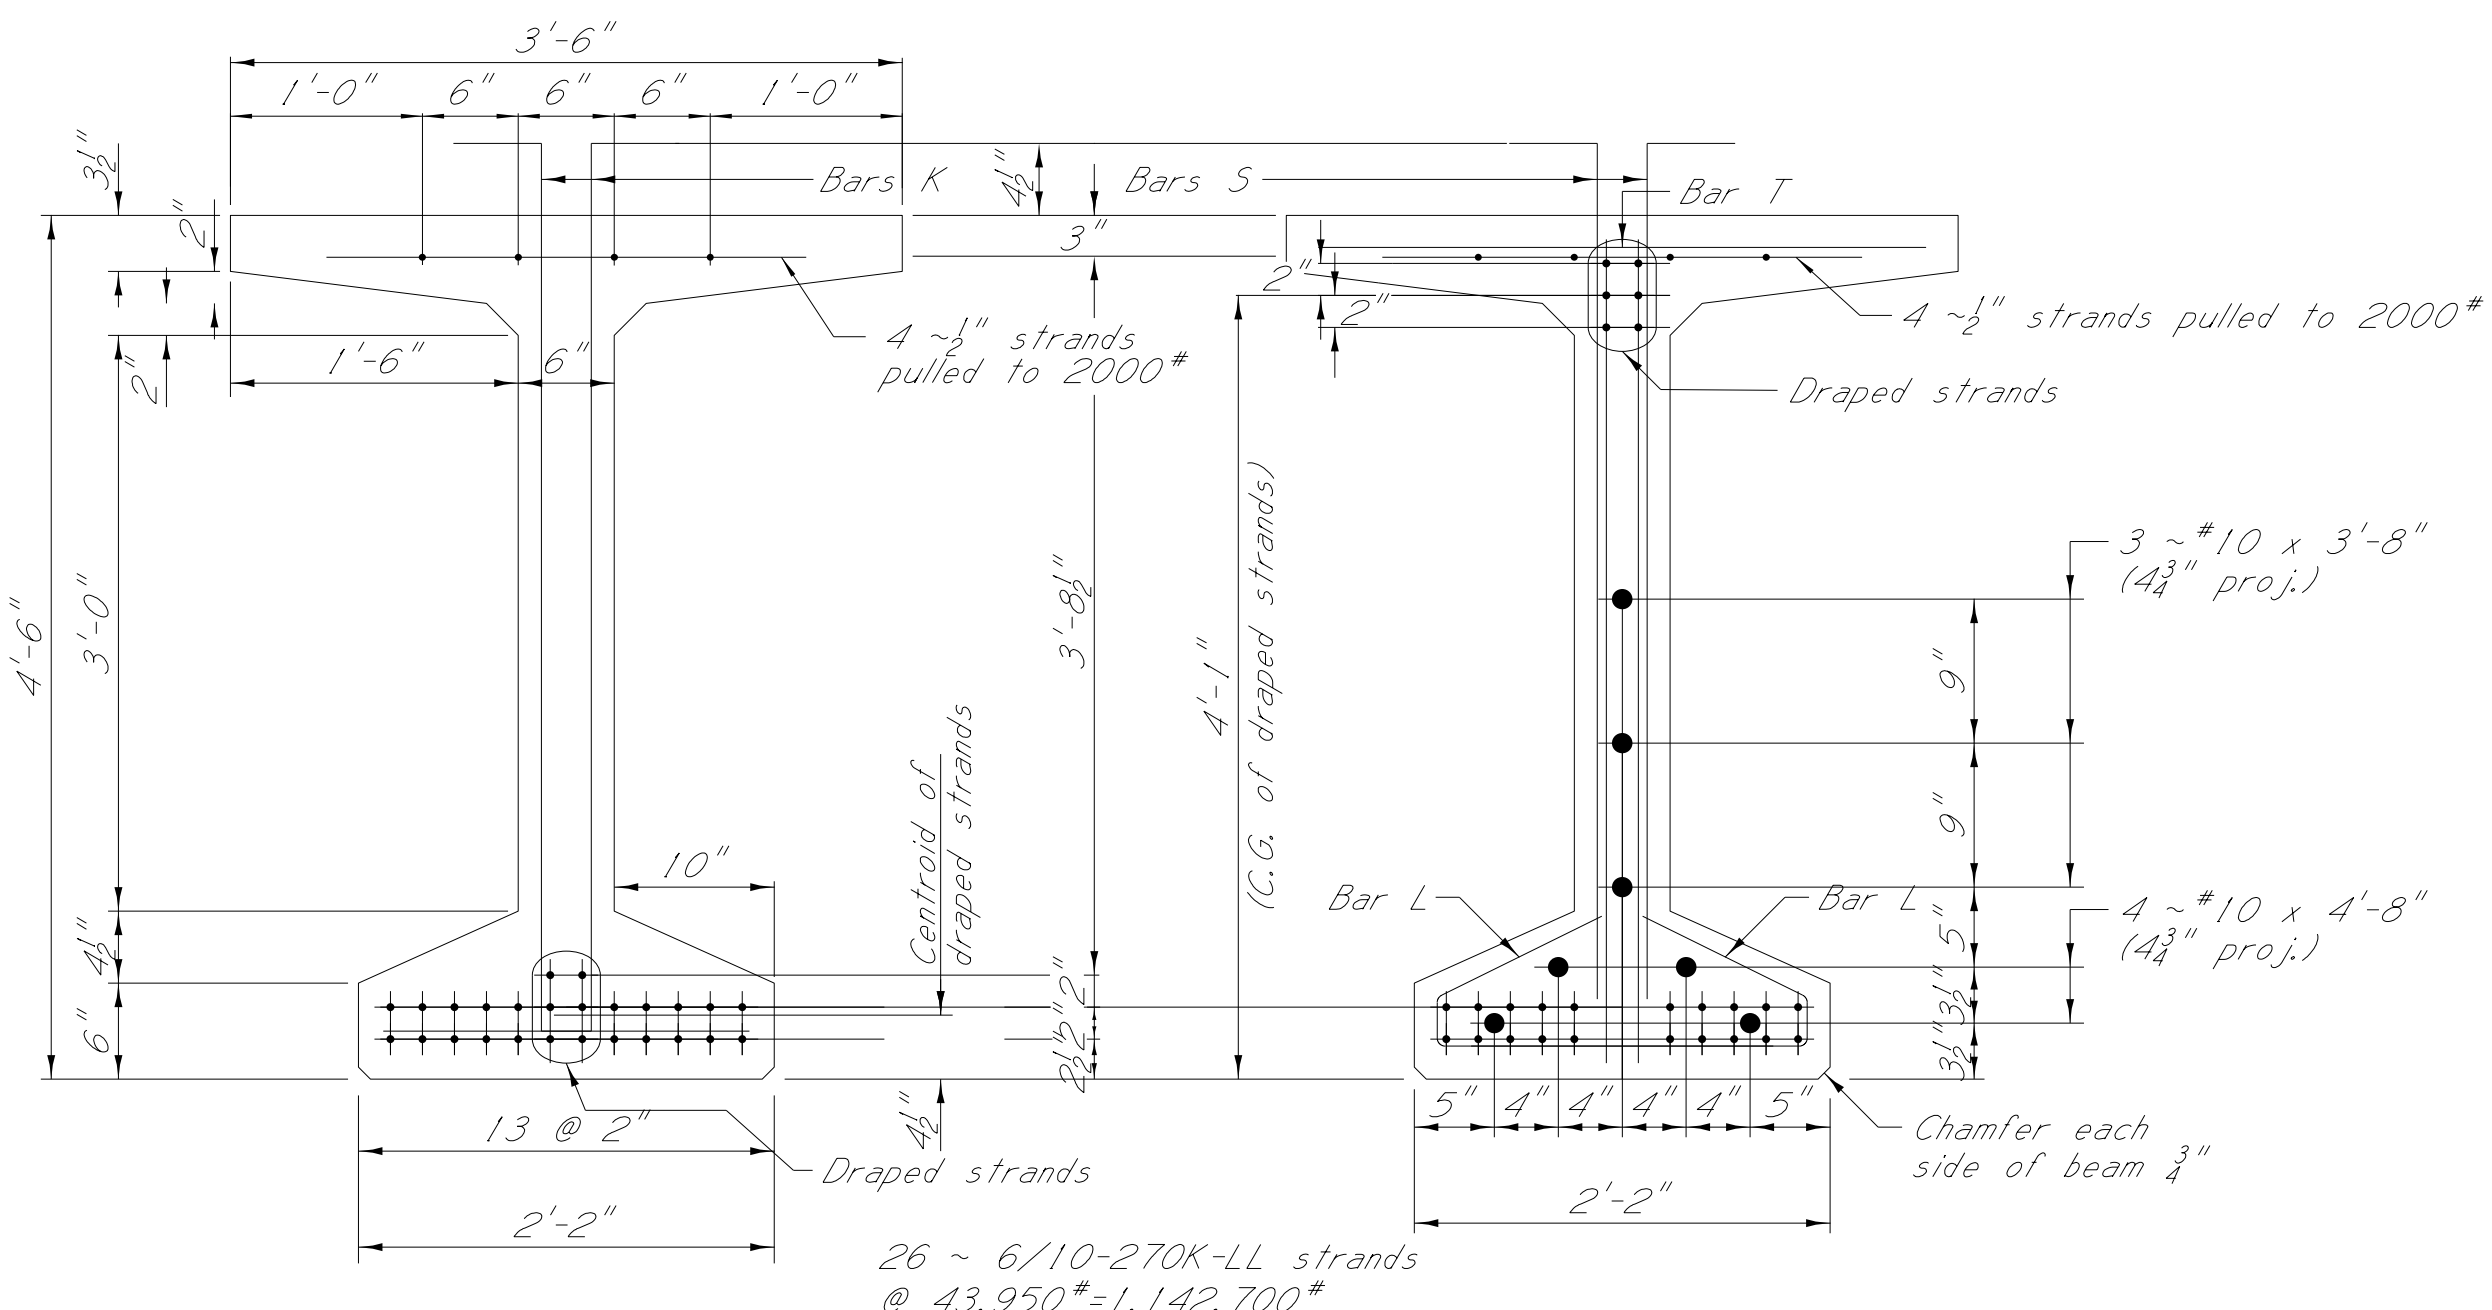 3'-6"
1'-0" 6" 6" 6" 1'-0"
3½"
2"
2"
4'-6"
3'-0"
4½"
6"
1'-6" 6"
Bars K
4½"
3"
4 ~½" strands
pulled to 2000#
3'-8½"
Centroid of
draped strands
10"
2"
2"
2½"
4½"
13 @ 2"
Draped strands
2'-2"
26 ~ 6/10-270K-LL strands
@ 43,950#=1,142,700#
Bars S
Bar T
2"
2"
4 ~½" strands pulled to 2000#
Draped strands
4'-1"
(C.G. of draped strands)
3 ~ #10 x 3'-8"
(4¾" proj.)
9"
9"
Bar L
Bar L
4 ~ #10 x 4'-8"
(4¾" proj.)
5"
3½"
3½"
5" 4" 4" 4" 4" 5"
Chamfer each
side of beam ¾"
2'-2"